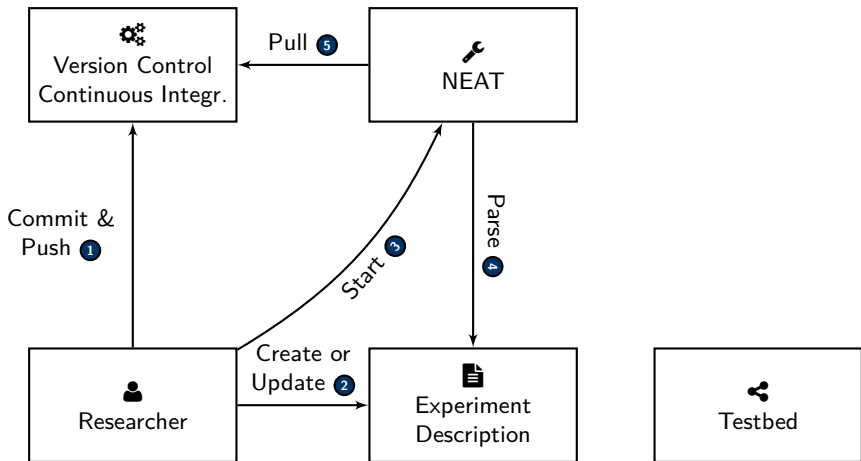 Version Control
Continuous Integr.
Pull 5
NEAT
Commit &
Push 1
Start 3
Parse 4
Researcher
Create or
Update 2
Experiment
Description
Testbed